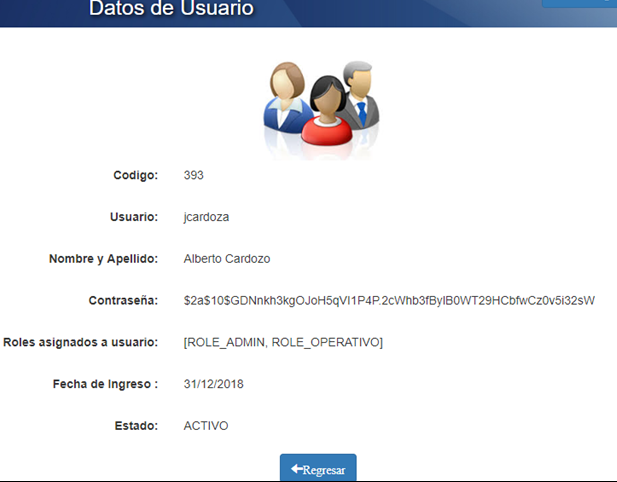 Datos de Usuario
Codigo: 393
Usuario: jcardoza
Nombre y Apellido: Alberto Cardozo
Contraseña: $2a$10$GDNnkh3kgOJoH5qVI1P4P.2cWhb3fByIB0WT29HCbfwCz0v5i32sW
Roles asignados a usuario: [ROLE_ADMIN, ROLE_OPERATIVO]
Fecha de Ingreso : 31/12/2018
Estado: ACTIVO
Regresar